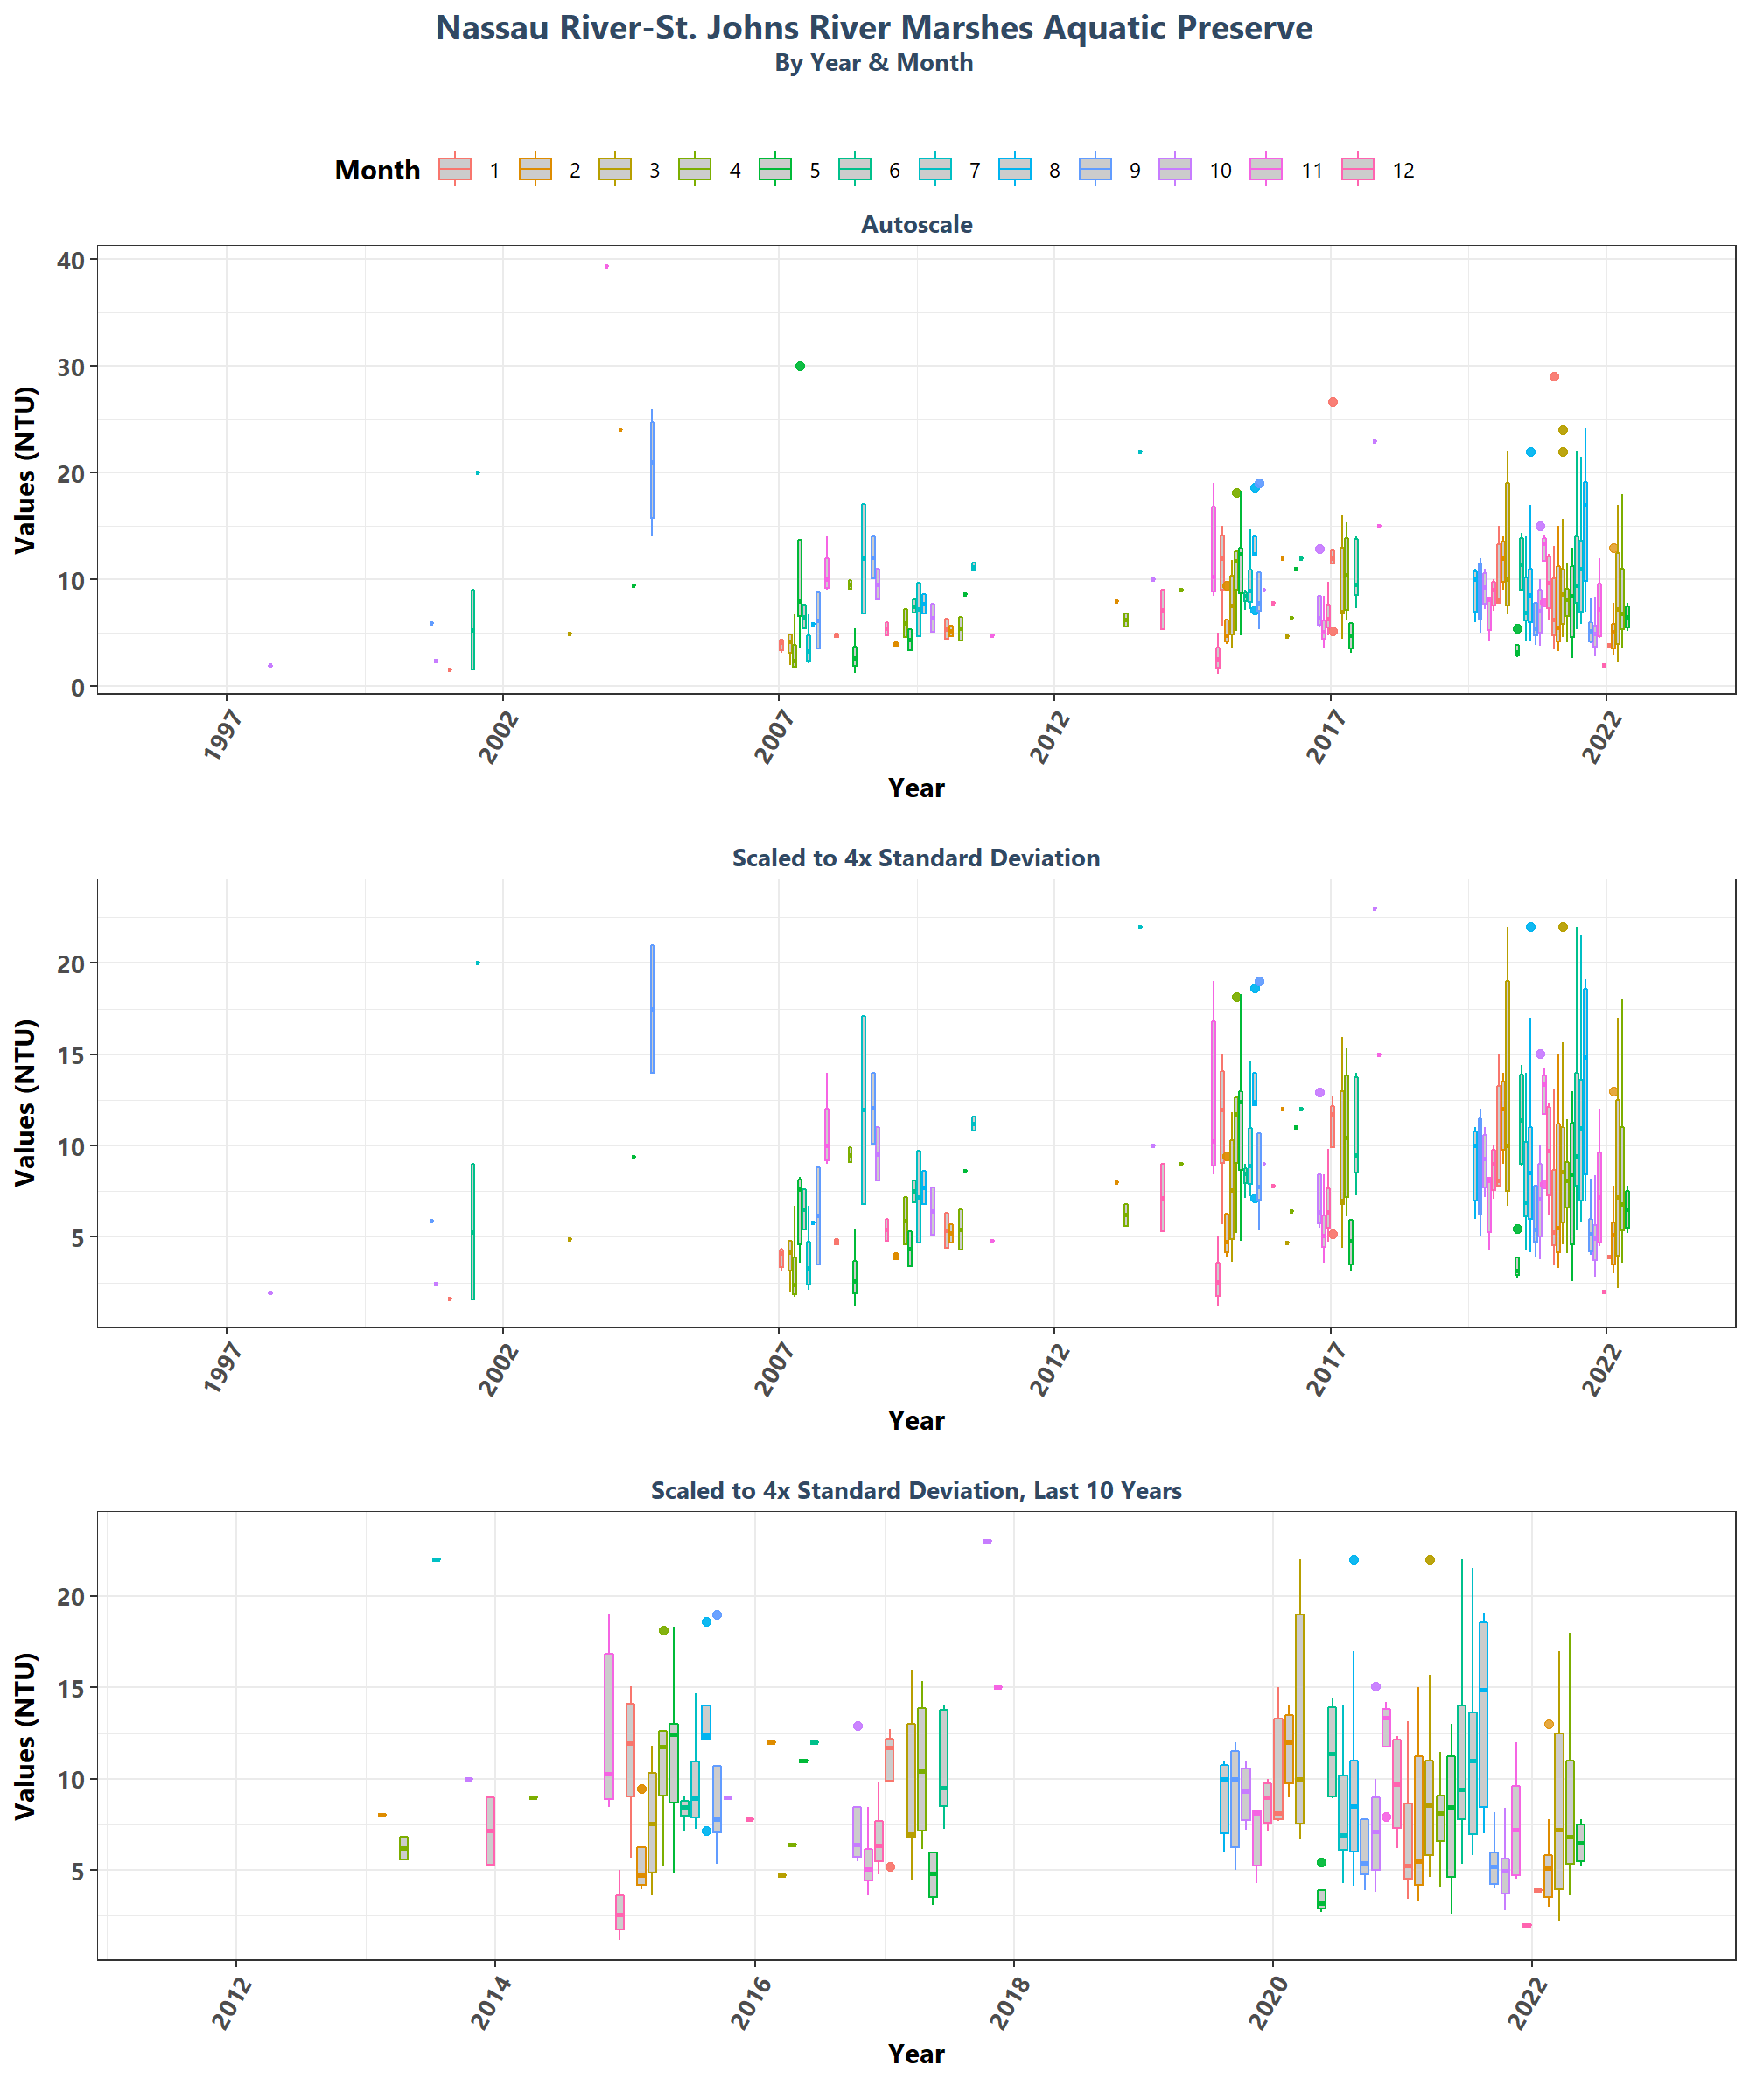 Nassau River-St. Johns River Marshes Aquatic Preserve
By Year & Month
Month 1 2 3 4 5 6 7 8 9 10 11 12
Autoscale
Values (NTU)
40
30
20
10
0
1997 2002 2007 2012 2017 2022
Year
Scaled to 4x Standard Deviation
Values (NTU)
20
15
10
5
1997 2002 2007 2012 2017 2022
Year
Scaled to 4x Standard Deviation, Last 10 Years
Values (NTU)
20
15
10
5
2012 2014 2016 2018 2020 2022
Year